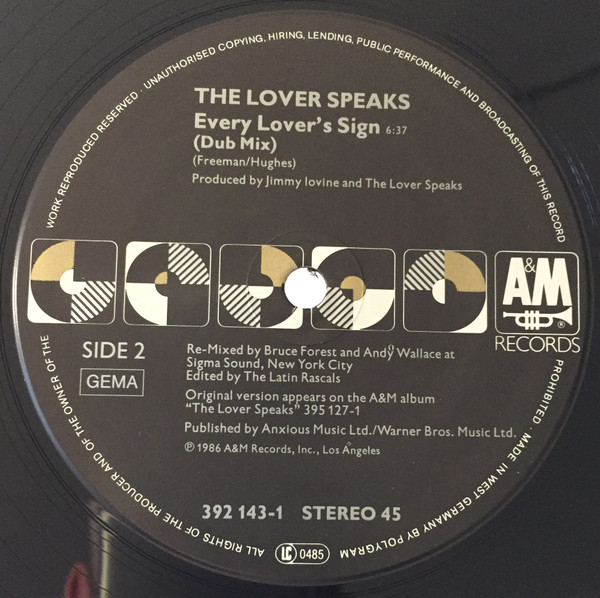 WORK REPRODUCED RESERVED · UNAUTHORISED COPYING, HIRING, LENDING, PUBLIC PERFORMANCE AND BROADCASTING OF THIS RECORD
THE LOVER SPEAKS
Every Lover's Sign 6:37
(Dub Mix)
(Freeman/Hughes)
Produced by Jimmy Iovine and The Lover Speaks
A&M
®
RECORDS
SIDE 2
GEMA
Re-Mixed by Bruce Forest and Andy Wallace at
Sigma Sound, New York City
Edited by The Latin Rascals
Original version appears on the A&M album
"The Lover Speaks" 395 127-1
Published by Anxious Music Ltd./Warner Bros. Music Ltd.
℗ 1986 A&M Records, Inc., Los Angeles
392 143-1 STEREO 45
PROHIBITED · MADE IN WEST GERMANY BY POLYGRAM
LC 0485
ALL RIGHTS OF THE PRODUCER AND OF THE OWNER OF THE